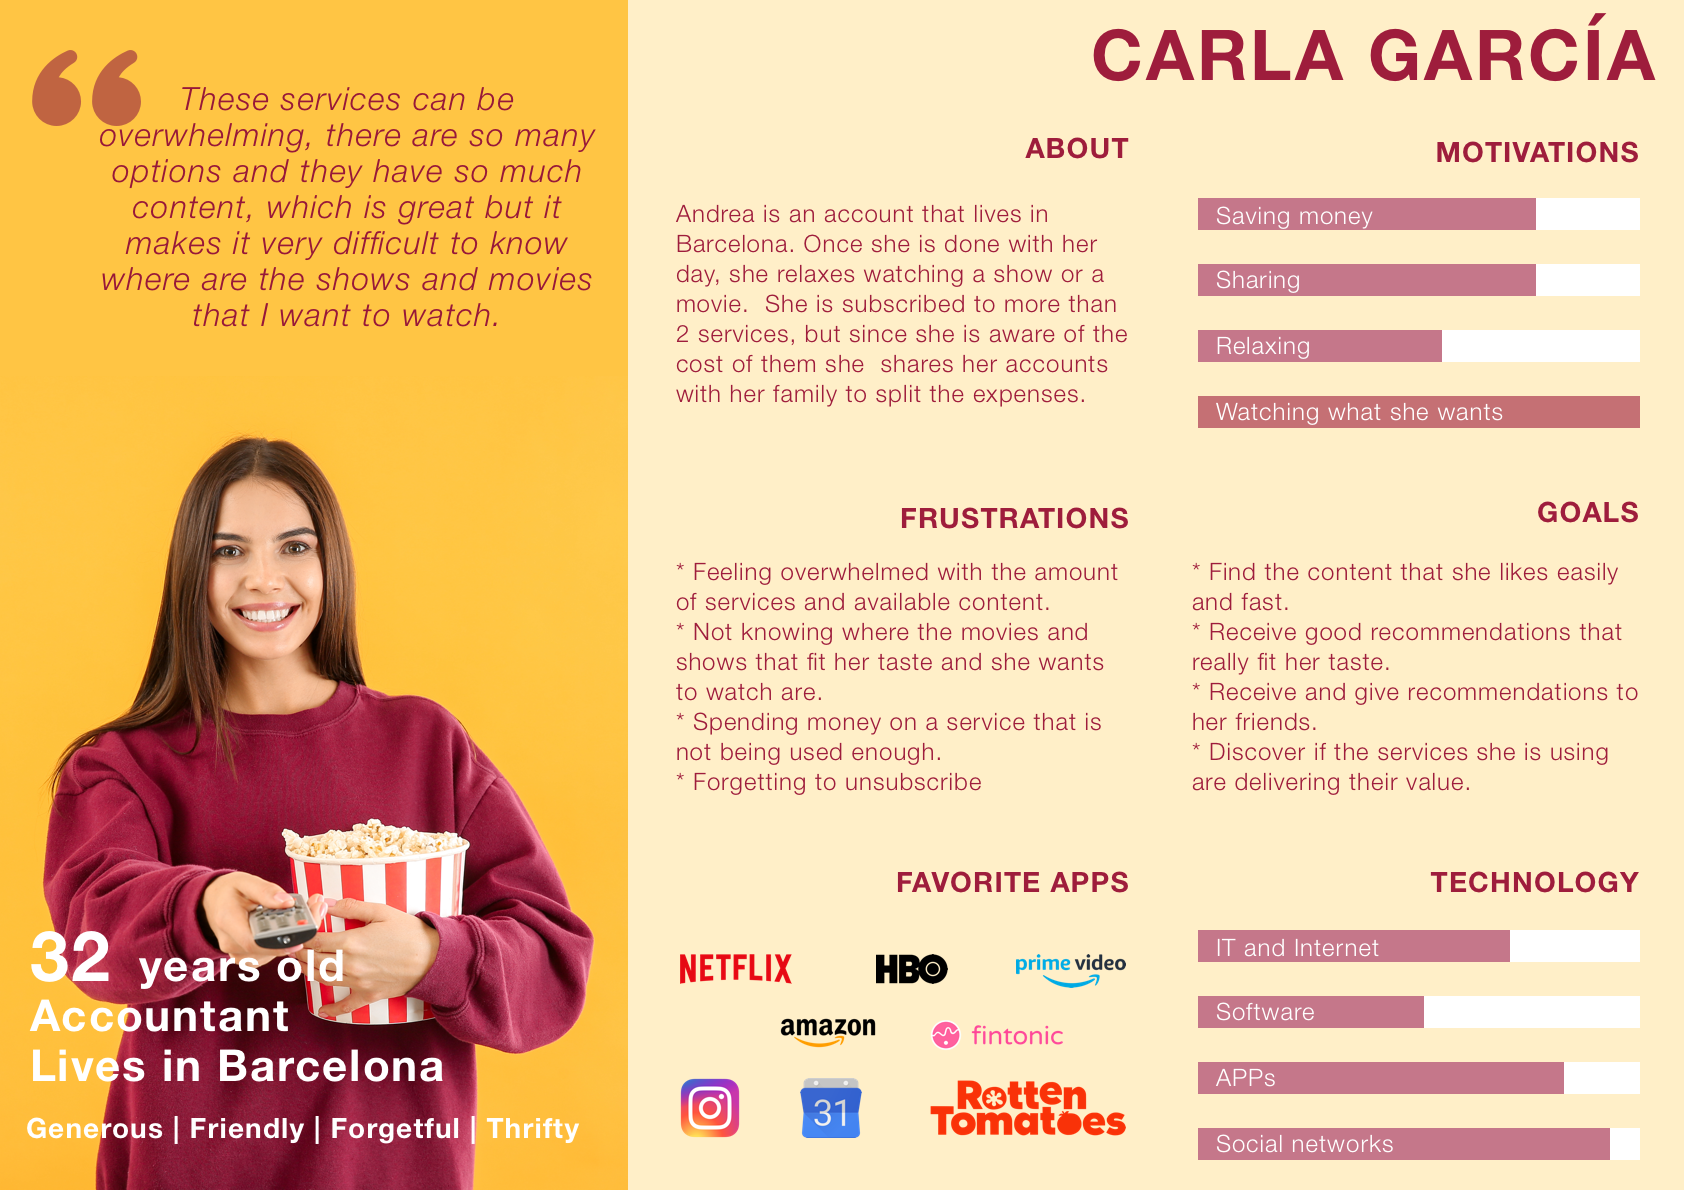 CARLA GARCÍA
“
These services can be
overwhelming, there are so many
options and they have so much
content, which is great but it
makes it very difficult to know
where are the shows and movies
that I want to watch.
32 years old
Accountant
Lives in Barcelona
Generous | Friendly | Forgetful | Thrifty
ABOUT
Andrea is an account that lives in
Barcelona. Once she is done with her
day, she relaxes watching a show or a
movie.  She is subscribed to more than
2 services, but since she is aware of the
cost of them she  shares her accounts
with her family to split the expenses.
MOTIVATIONS
Saving money
Sharing
Relaxing
Watching what she wants
FRUSTRATIONS
* Feeling overwhelmed with the amount
of services and available content.
* Not knowing where the movies and
shows that fit her taste and she wants
to watch are.
* Spending money on a service that is
not being used enough.
* Forgetting to unsubscribe
GOALS
* Find the content that she likes easily
and fast.
* Receive good recommendations that
really fit her taste.
* Receive and give recommendations to
her friends.
* Discover if the services she is using
are delivering their value.
FAVORITE APPS
NETFLIX HBO prime video
amazon fintonic
31 Rotten
Tomatoes
TECHNOLOGY
IT and Internet
Software
APPs
Social networks